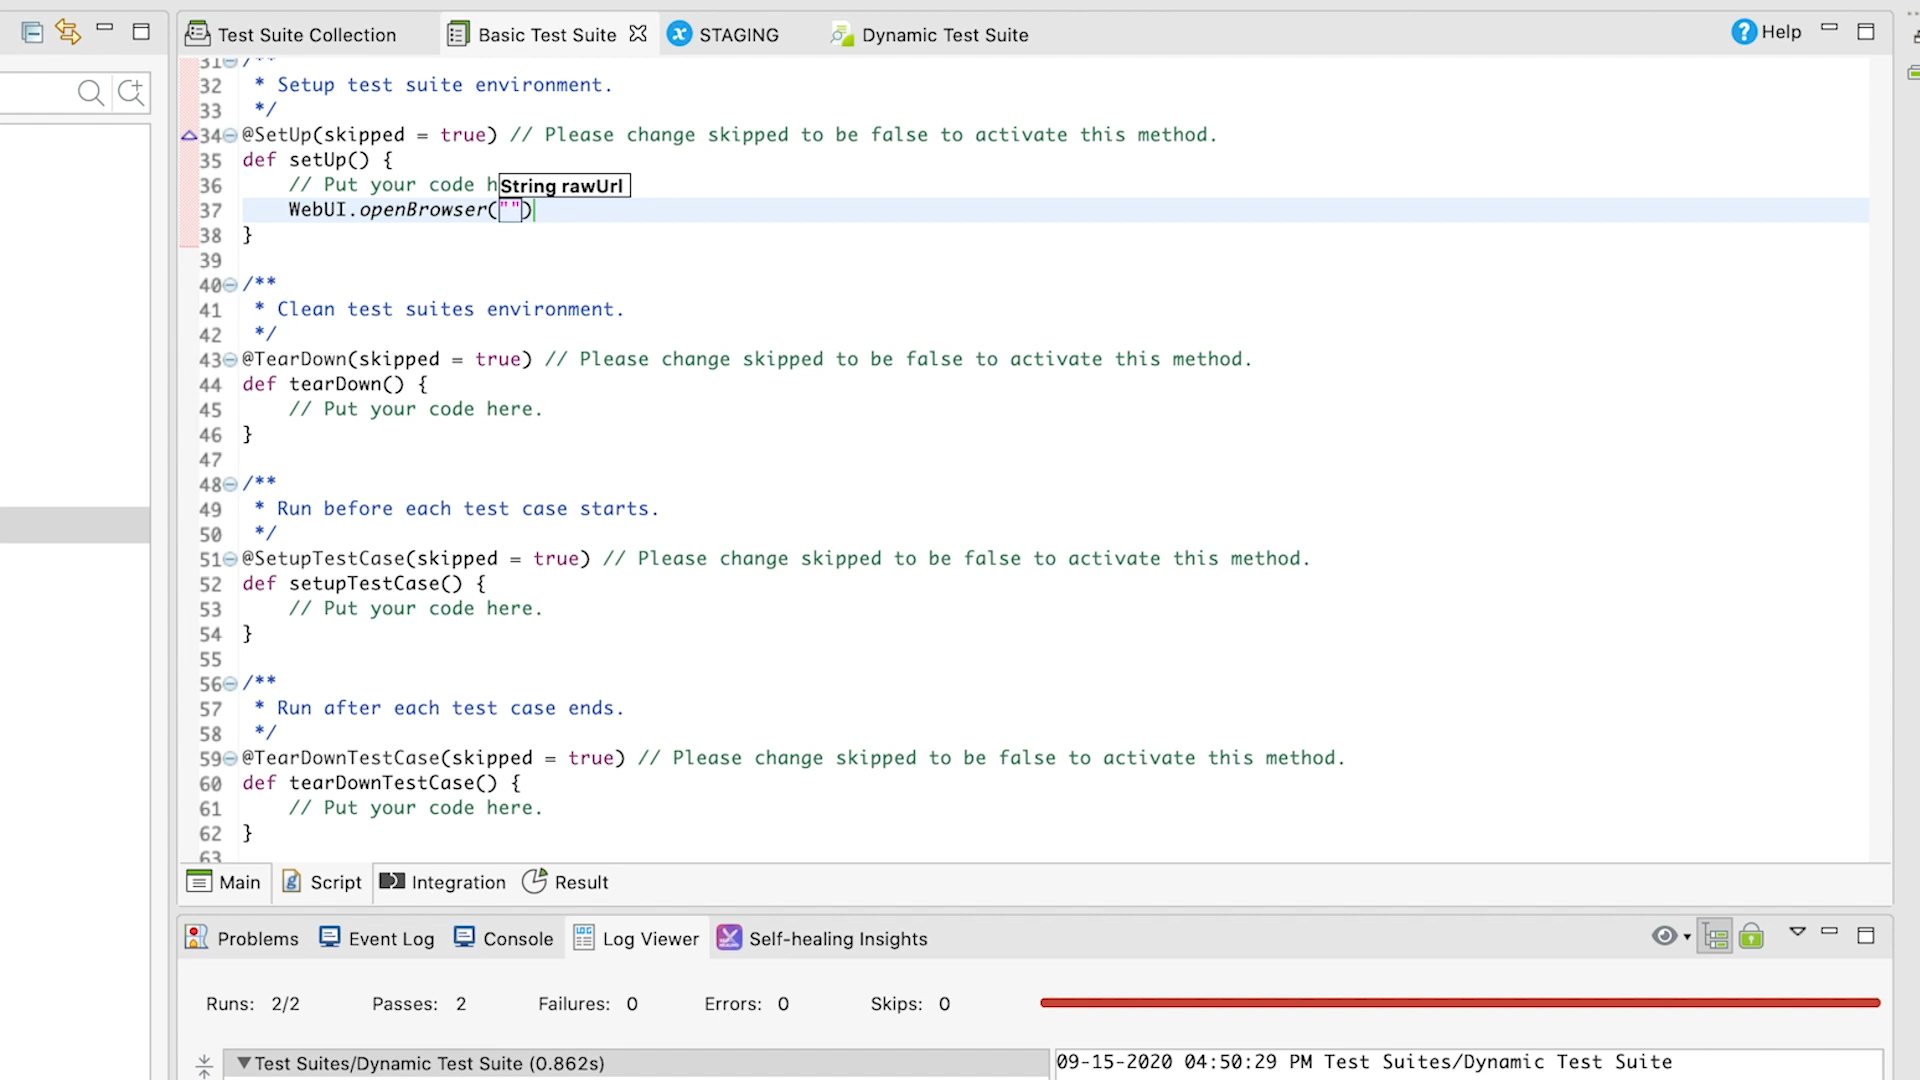 Test Suite Collection
Basic Test Suite
STAGING
Dynamic Test Suite
Help
31 /**
32 * Setup test suite environment.
33 */
34 @SetUp(skipped = true) // Please change skipped to be false to activate this method.
35 def setUp() {
36 // Put your code h
String rawUrl
37 WebUI.openBrowser("")
38 }
39
40 /**
41 * Clean test suites environment.
42 */
43 @TearDown(skipped = true) // Please change skipped to be false to activate this method.
44 def tearDown() {
45 // Put your code here.
46 }
47
48 /**
49 * Run before each test case starts.
50 */
51 @SetupTestCase(skipped = true) // Please change skipped to be false to activate this method.
52 def setupTestCase() {
53 // Put your code here.
54 }
55
56 /**
57 * Run after each test case ends.
58 */
59 @TearDownTestCase(skipped = true) // Please change skipped to be false to activate this method.
60 def tearDownTestCase() {
61 // Put your code here.
62 }
63
Main
Script
Integration
Result
Problems
Event Log
Console
Log Viewer
Self-healing Insights
Runs: 2/2
Passes: 2
Failures: 0
Errors: 0
Skips: 0
Test Suites/Dynamic Test Suite (0.862s)
09-15-2020 04:50:29 PM Test Suites/Dynamic Test Suite